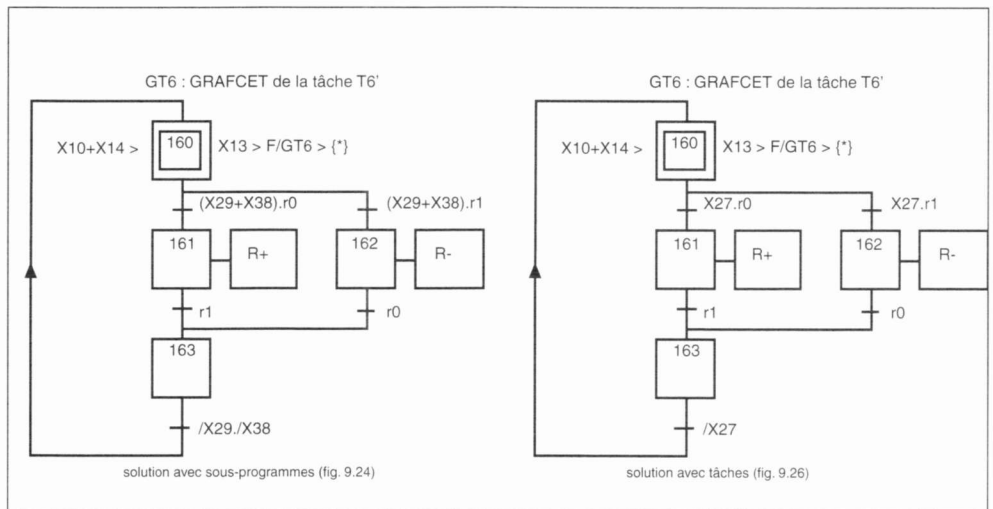 GT6 : GRAFCET de la tâche T6'
X10+X14 >
160
X13 > F/GT6 > {*}
(X29+X38).r0
(X29+X38).r1
161
R+
162
R-
r1
r0
163
/X29./X38
solution avec sous-programmes (fig. 9.24)
GT6 : GRAFCET de la tâche T6'
X10+X14 >
160
X13 > F/GT6 > {*}
X27.r0
X27.r1
161
R+
162
R-
r1
r0
163
/X27
solution avec tâches (fig. 9.26)